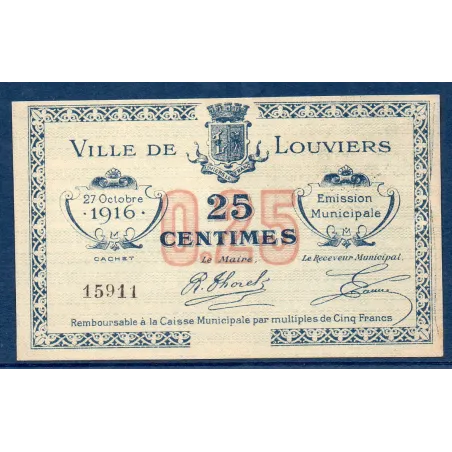 VILLE DE LOUVIERS
27 Octobre
1916
M
CACHET
0,25
25
CENTIMES
Emission
Municipale
M
Le Maire,
Le Receveur Municipal,
15911
R. Thorel
Remboursable à la Caisse Municipale par multiples de Cinq Francs